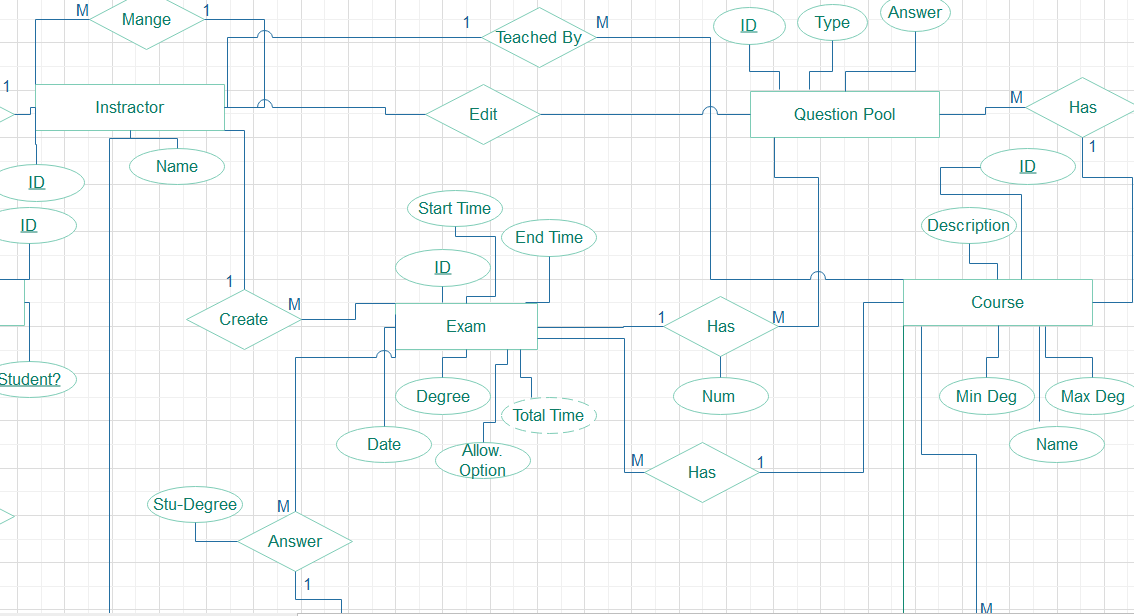 M
1
Mange
1
M
Teached By
ID
Type
Answer
1
Instractor
Edit
Question Pool
M
Has
1
Name
ID
ID
ID
Start Time
Description
End Time
ID
1
M
Create
Exam
1
M
Has
Course
Student?
Degree
Num
Min Deg
Max Deg
Total Time
Date
Allow.
Option
Name
M
Has
1
Stu-Degree
M
Answer
1
M